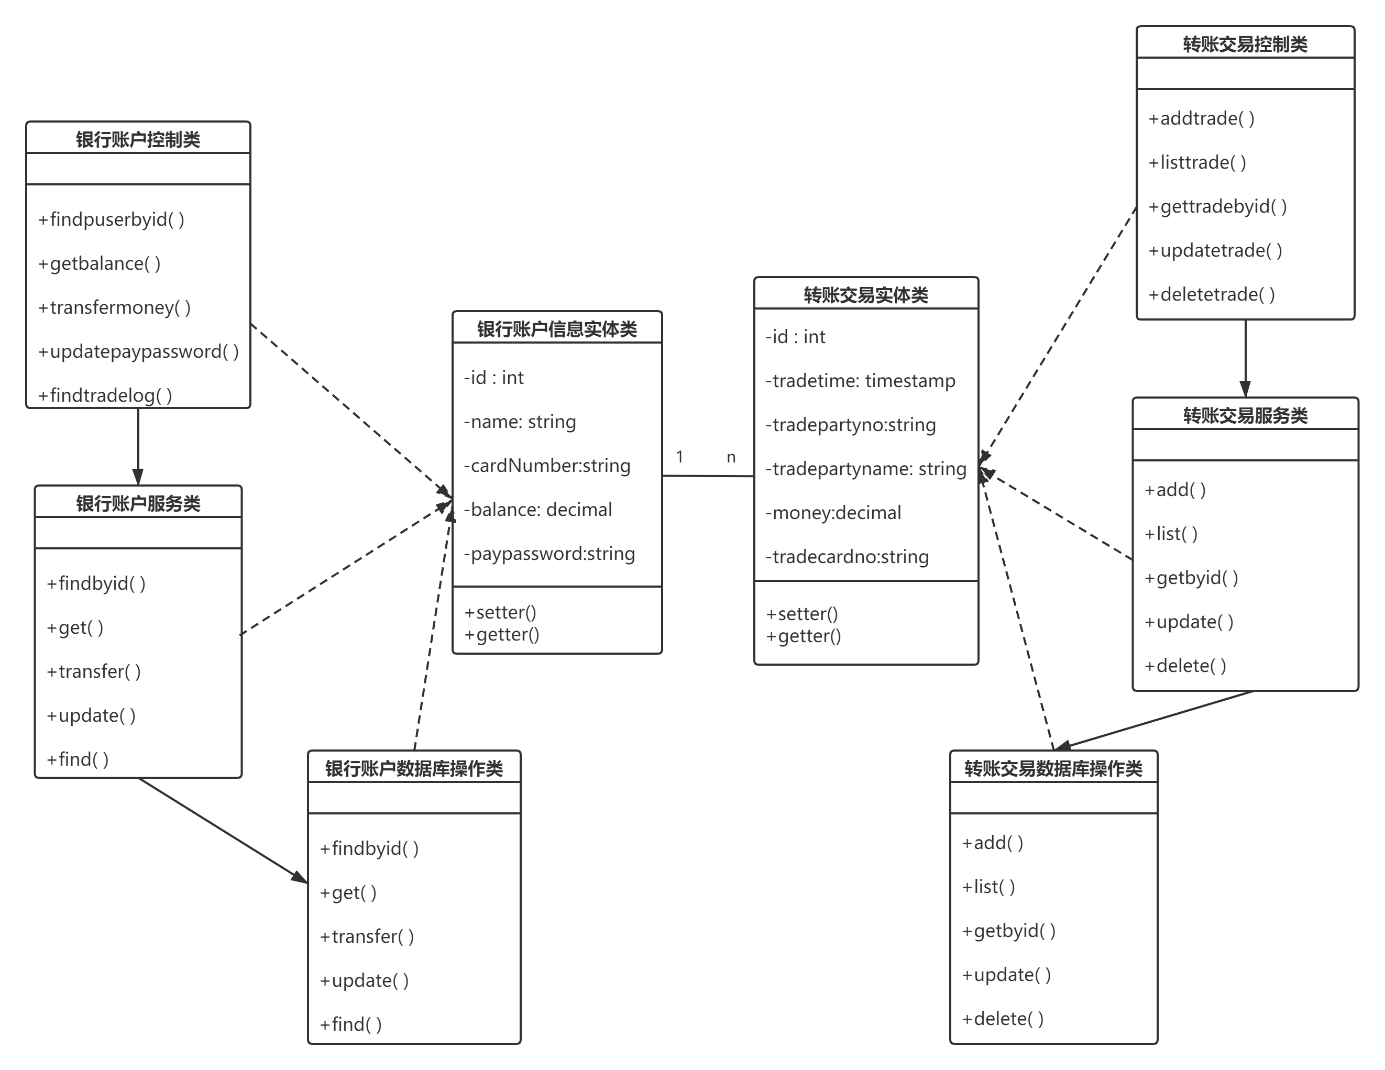 银行账户控制类
+findpuserbyid( )
+getbalance( )
+transfermoney( )
+updatepaypassword( )
+findtradelog( )
银行账户服务类
+findbyid( )
+get( )
+transfer( )
+update( )
+find( )
银行账户数据库操作类
+findbyid( )
+get( )
+transfer( )
+update( )
+find( )
银行账户信息实体类
-id : int
-name: string
-cardNumber:string
-balance: decimal
-paypassword:string
+setter()
+getter()
1
n
转账交易实体类
-id : int
-tradetime: timestamp
-tradepartyno:string
-tradepartyname: string
-money:decimal
-tradecardno:string
+setter()
+getter()
转账交易控制类
+addtrade( )
+listtrade( )
+gettradebyid( )
+updatetrade( )
+deletetrade( )
转账交易服务类
+add( )
+list( )
+getbyid( )
+update( )
+delete( )
转账交易数据库操作类
+add( )
+list( )
+getbyid( )
+update( )
+delete( )